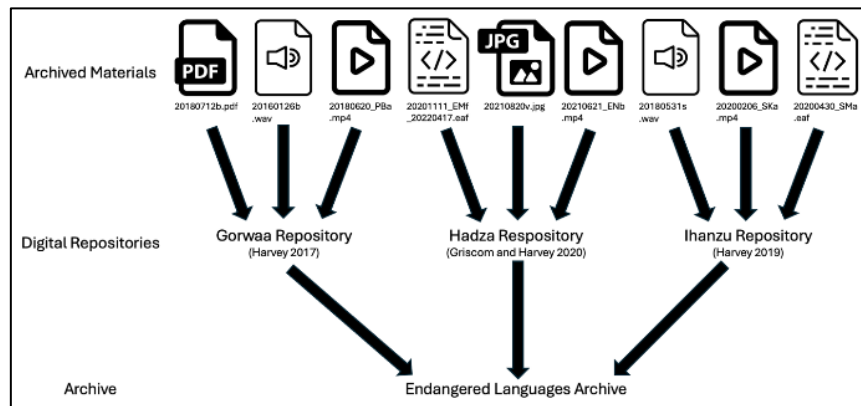 PDF
JPG
Archived Materials
20180712b.pdf
20160126b
.wav
20180620_PBa
.mp4
20201111_EMf
_20220417.eaf
20210820v.jpg
20210621_ENb
.mp4
20180531s
.wav
20200206_SKa
.mp4
20200430_SMa
.eaf
Digital Repositories
Gorwaa Repository
(Harvey 2017)
Hadza Respository
(Griscom and Harvey 2020)
Ihanzu Repository
(Harvey 2019)
Archive
Endangered Languages Archive